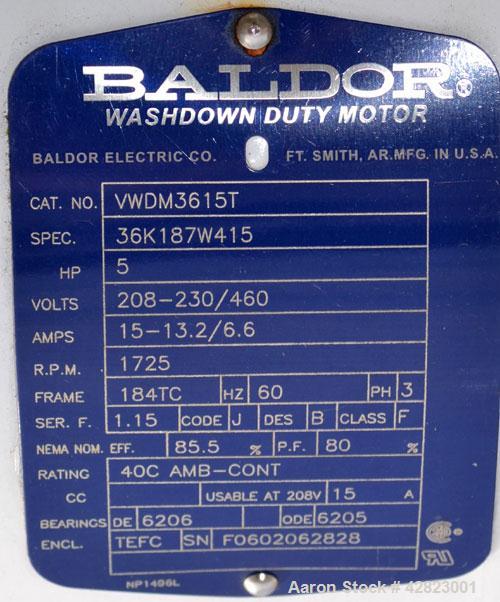 BALDOR®
WASHDOWN DUTY MOTOR
BALDOR ELECTRIC CO. FT. SMITH, AR. MFG. IN U.S.A.
CAT. NO. VWDM3615T
SPEC. 36K187W415
HP 5
VOLTS 208-230/460
AMPS 15-13.2/6.6
R.P.M. 1725
FRAME 184TC HZ 60 PH 3
SER. F. 1.15 CODE J DES B CLASS F
NEMA NOM. EFF. 85.5 % P.F. 80 %
RATING 40C AMB-CONT
CC USABLE AT 208V 15 A
BEARINGS DE 6206 ODE 6205
ENCL. TEFC SN F0602062828
NP1496L
Aaron Stock # 42823001